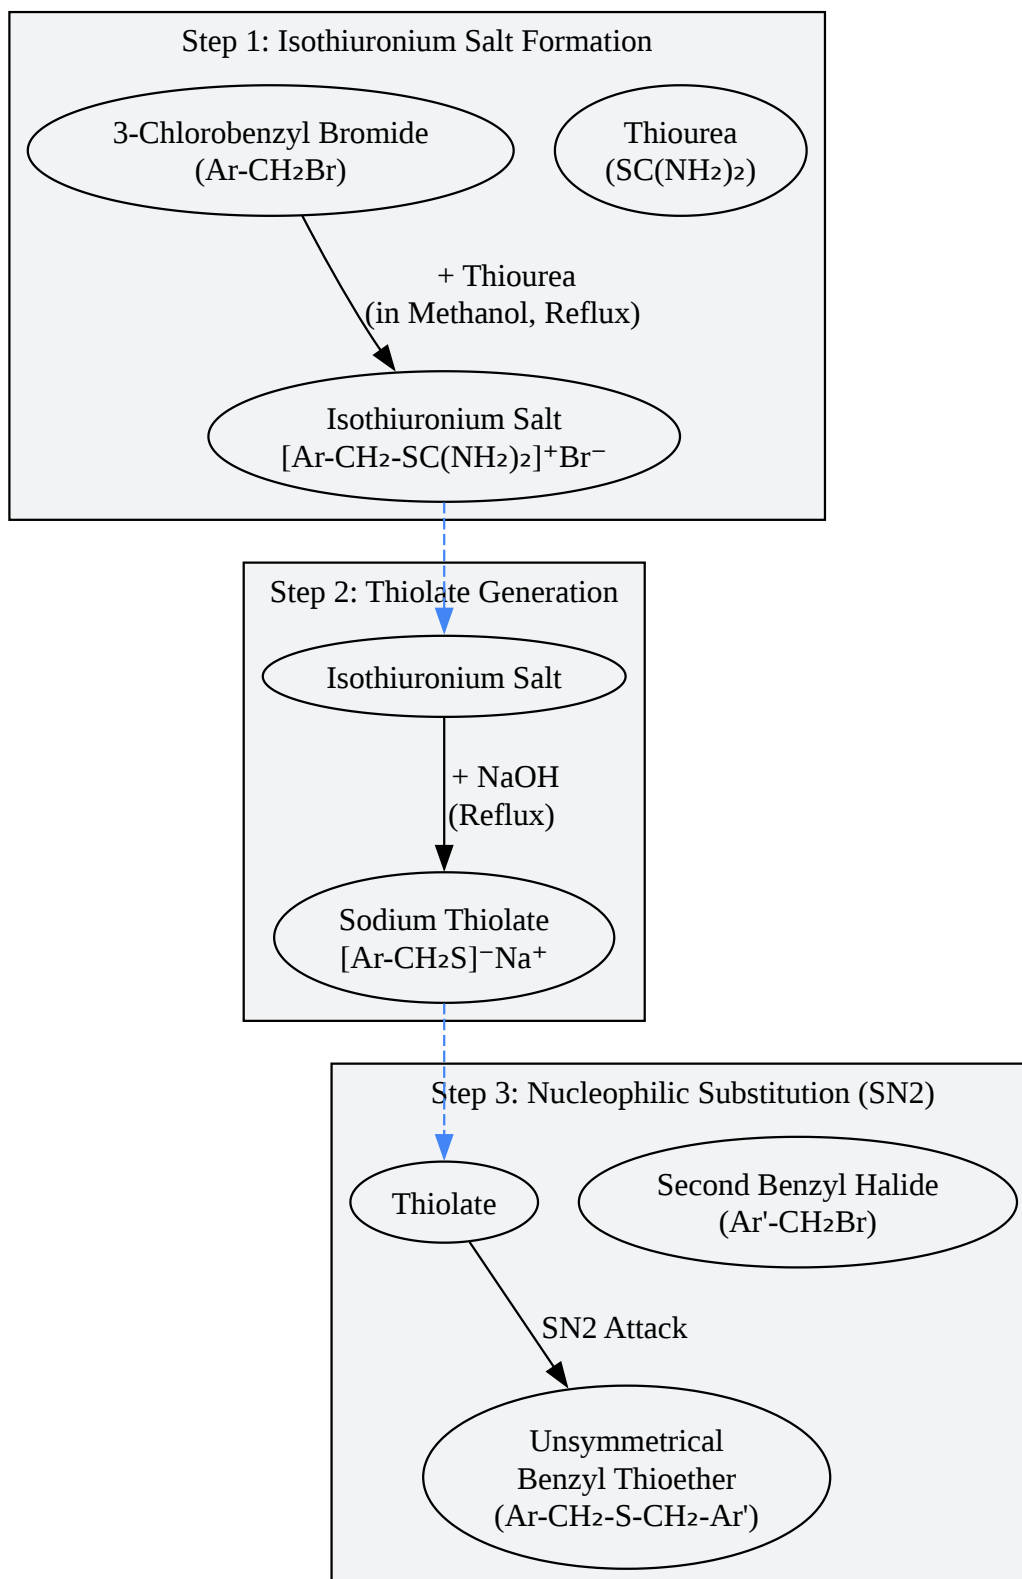 Step 1: Isothiuronium Salt Formation
3-Chlorobenzyl Bromide
(Ar-CH₂Br)
Thiourea
(SC(NH₂)₂)
+ Thiourea
(in Methanol, Reflux)
Isothiuronium Salt
[Ar-CH₂-SC(NH₂)₂]⁺Br⁻
Step 2: Thiolate Generation
Isothiuronium Salt
+ NaOH
(Reflux)
Sodium Thiolate
[Ar-CH₂S]⁻Na⁺
Step 3: Nucleophilic Substitution (SN2)
Thiolate
Second Benzyl Halide
(Ar'-CH₂Br)
SN2 Attack
Unsymmetrical
Benzyl Thioether
(Ar-CH₂-S-CH₂-Ar')